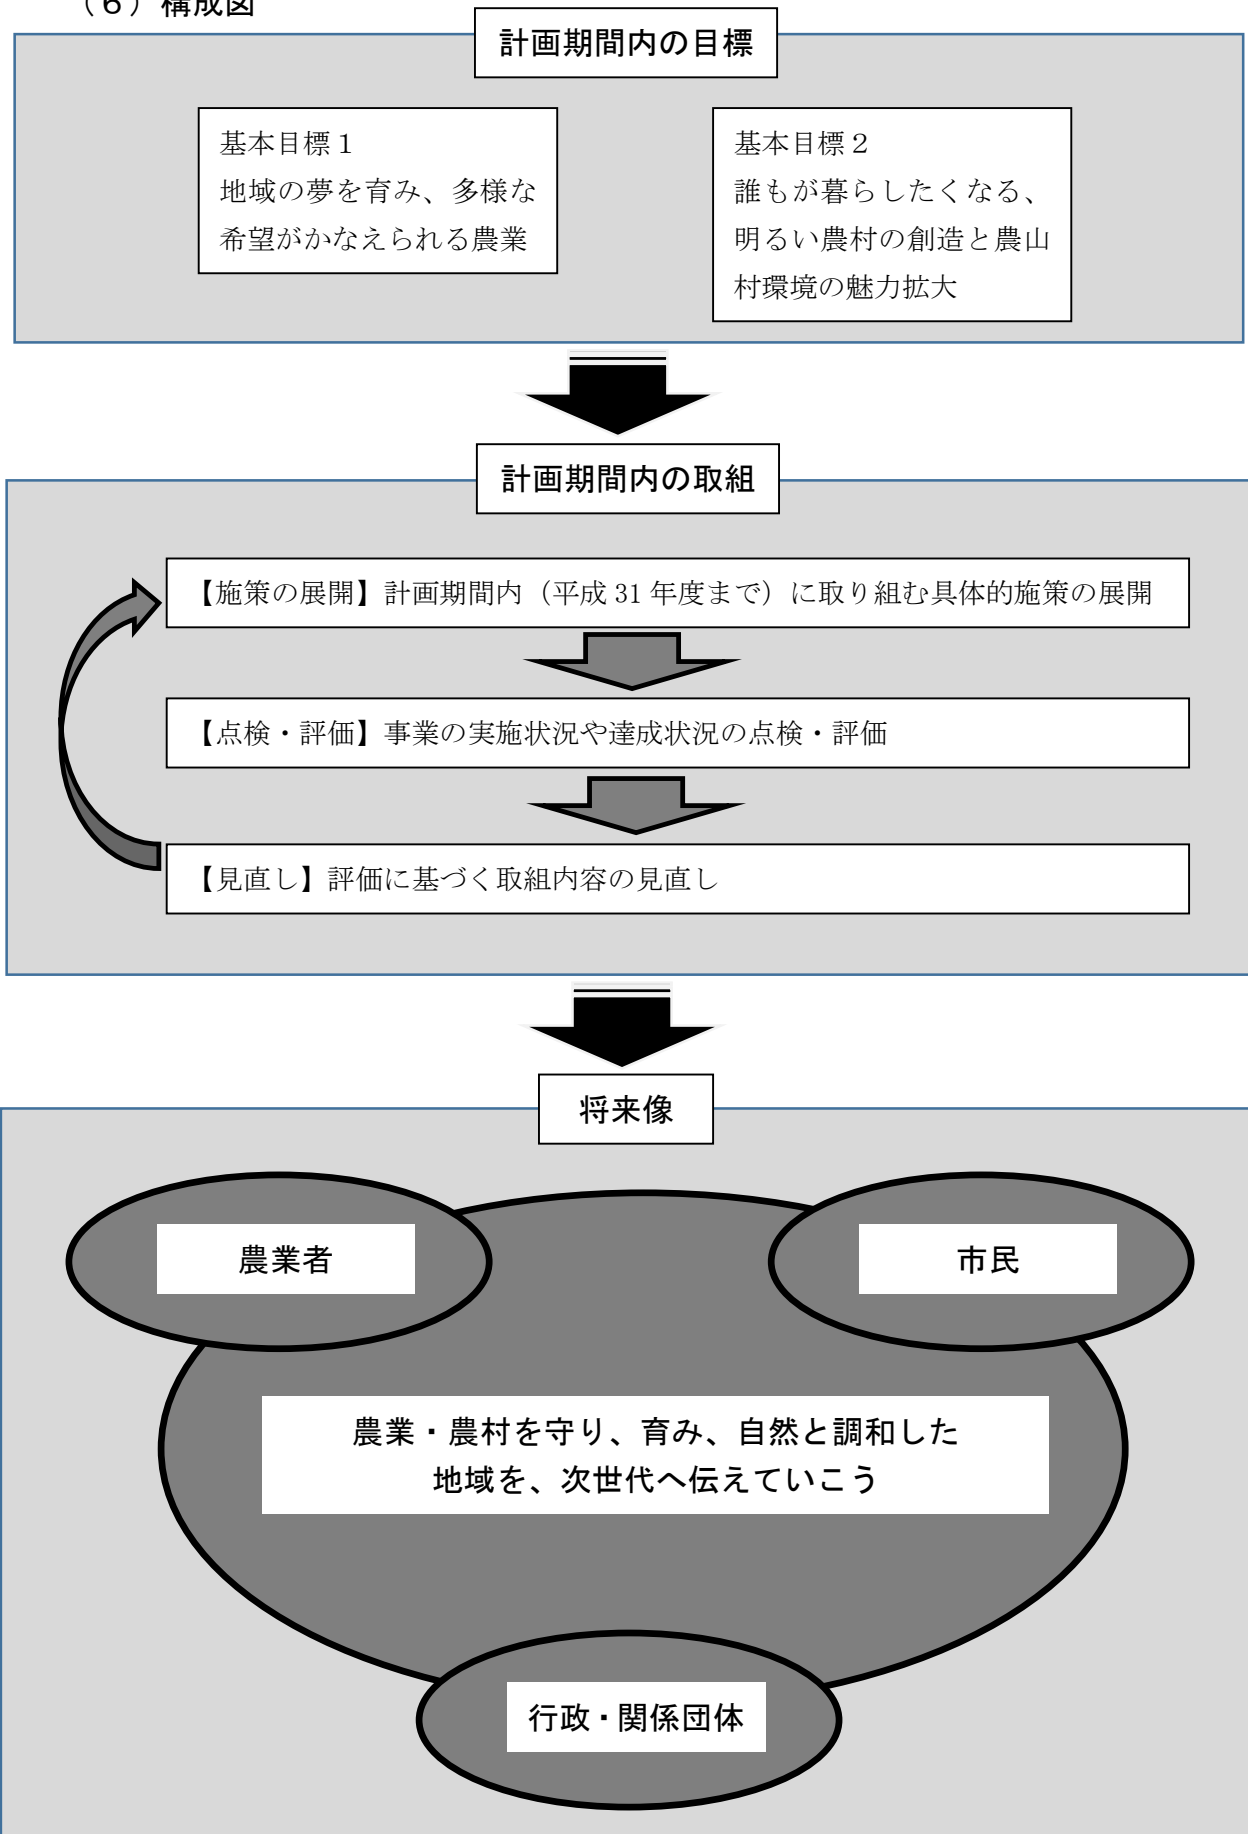 （６）構成図
計画期間内の目標
基本目標１
地域の夢を育み、多様な
希望がかなえられる農業
基本目標２
誰もが暮らしたくなる、
明るい農村の創造と農山
村環境の魅力拡大
計画期間内の取組
【施策の展開】計画期間内（平成 31 年度まで）に取り組む具体的施策の展開
【点検・評価】事業の実施状況や達成状況の点検・評価
【見直し】評価に基づく取組内容の見直し
将来像
農業者
市民
農業・農村を守り、育み、自然と調和した
地域を、次世代へ伝えていこう
行政・関係団体